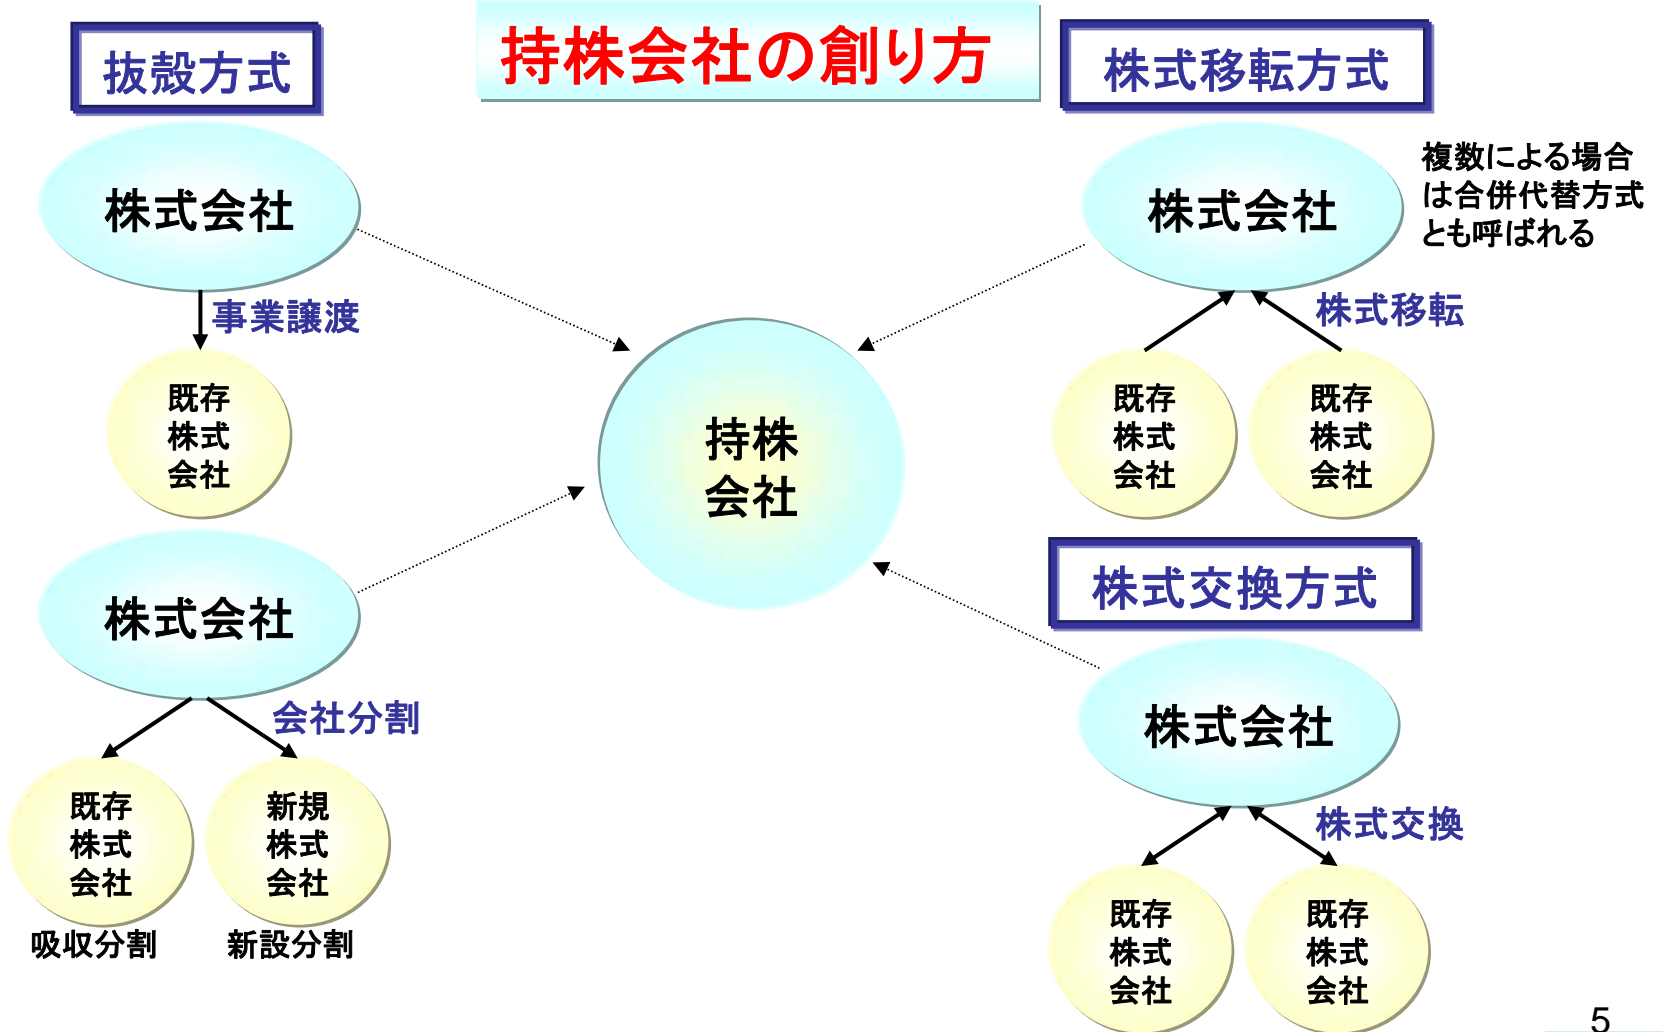 持株会社の創り方
抜殻方式
株式会社
事業譲渡
既存
株式
会社
株式会社
会社分割
既存
株式
会社
吸収分割
新規
株式
会社
新設分割
持株
会社
株式移転方式
株式会社
複数による場合
は合併代替方式
とも呼ばれる
株式移転
既存
株式
会社
既存
株式
会社
株式交換方式
株式会社
株式交換
既存
株式
会社
既存
株式
会社
5